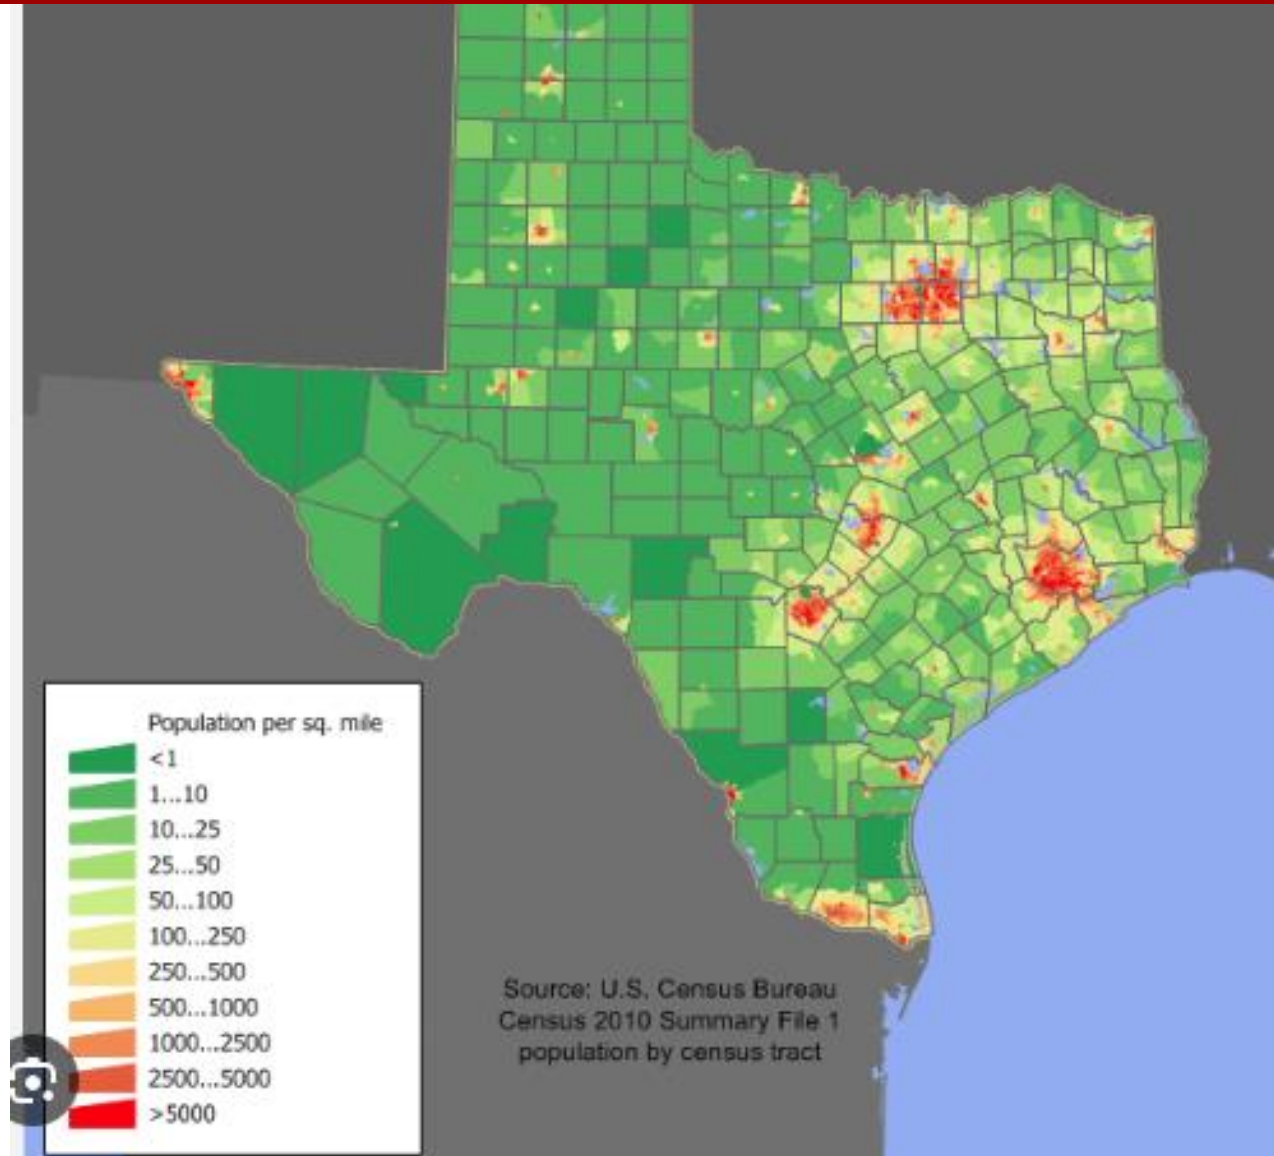 Population per sq. mile
<1
1...10
10...25
25...50
50...100
100...250
250...500
500...1000
1000...2500
2500...5000
>5000
Source: U.S. Census Bureau
Census 2010 Summary File 1
population by census tract